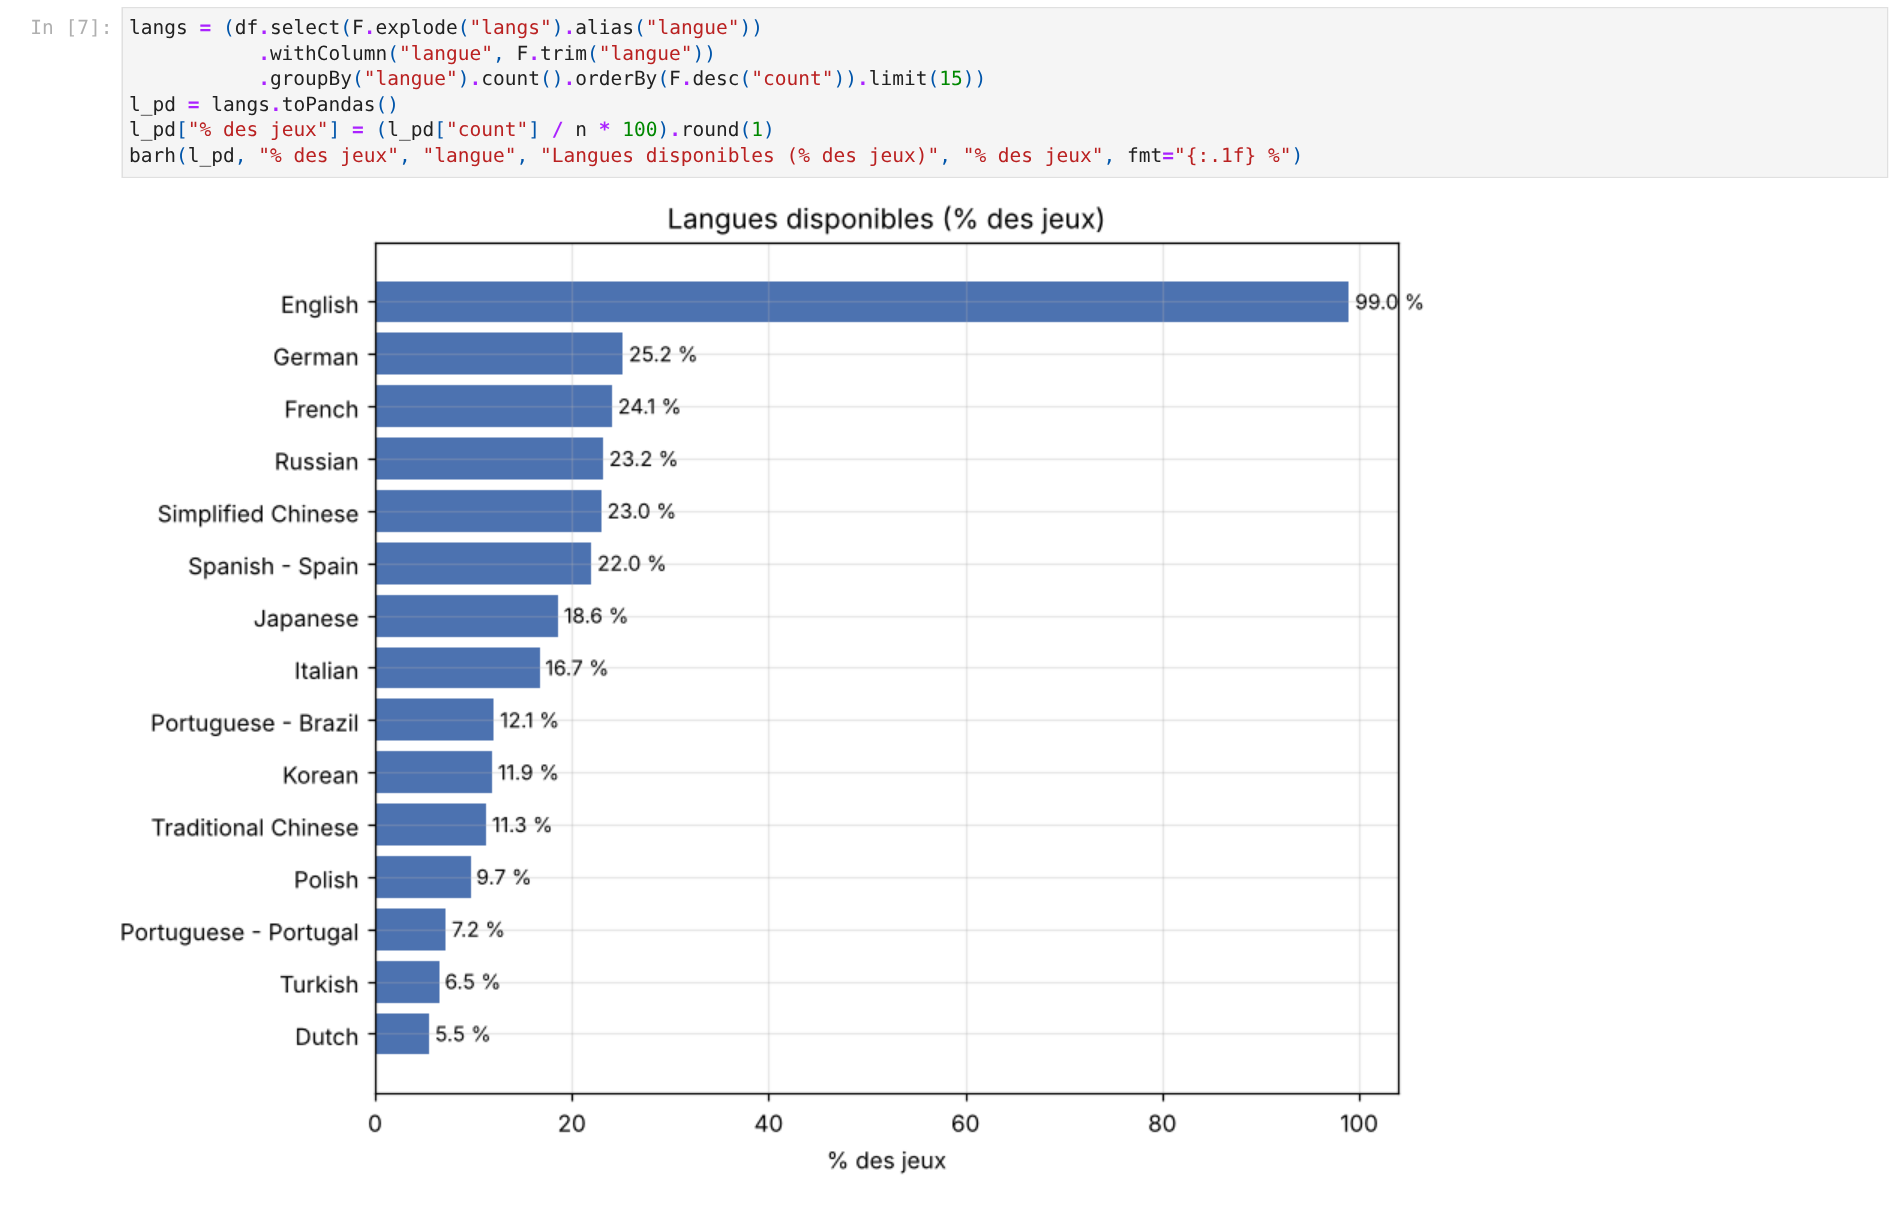 In [7]:
langs = (df.select(F.explode("langs").alias("langue"))
.withColumn("langue", F.trim("langue"))
.groupBy("langue").count().orderBy(F.desc("count")).limit(15))
l_pd = langs.toPandas()
l_pd["% des jeux"] = (l_pd["count"] / n * 100).round(1)
barh(l_pd, "% des jeux", "langue", "Langues disponibles (% des jeux)", "% des jeux", fmt="{:.1f} %")
Langues disponibles (% des jeux)
English 99.0 %
German 25.2 %
French 24.1 %
Russian 23.2 %
Simplified Chinese 23.0 %
Spanish - Spain 22.0 %
Japanese 18.6 %
Italian 16.7 %
Portuguese - Brazil 12.1 %
Korean 11.9 %
Traditional Chinese 11.3 %
Polish 9.7 %
Portuguese - Portugal 7.2 %
Turkish 6.5 %
Dutch 5.5 %
0 20 40 60 80 100
% des jeux